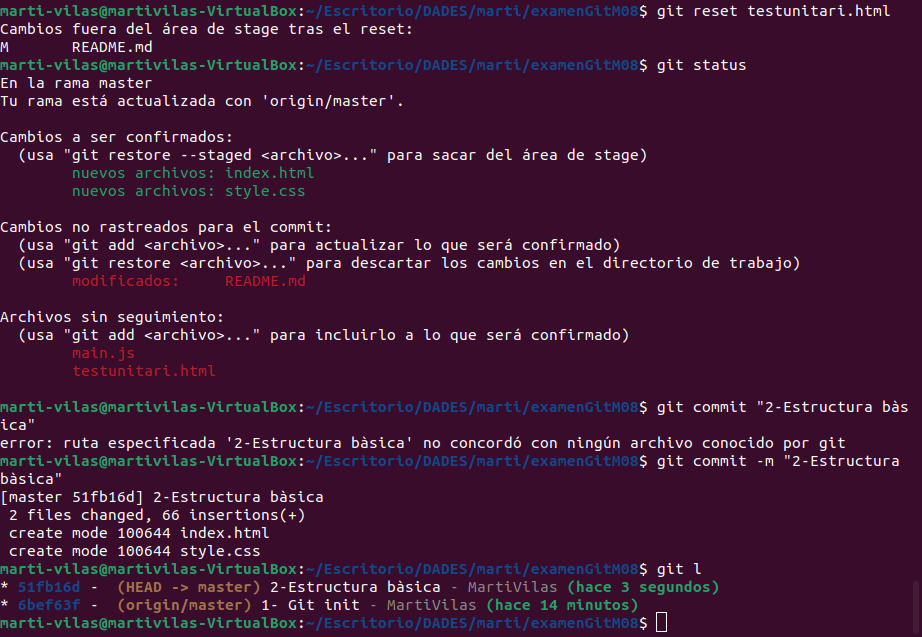 marti-vilas@martivilas-VirtualBox:~/Escritorio/DADES/marti/examenGitM08$ git reset testunitari.html
Cambios fuera del área de stage tras el reset:
M       README.md
marti-vilas@martivilas-VirtualBox:~/Escritorio/DADES/marti/examenGitM08$ git status
En la rama master
Tu rama está actualizada con 'origin/master'.

Cambios a ser confirmados:
  (usa "git restore --staged <archivo>..." para sacar del área de stage)
        nuevos archivos: index.html
        nuevos archivos: style.css

Cambios no rastreados para el commit:
  (usa "git add <archivo>..." para actualizar lo que será confirmado)
  (usa "git restore <archivo>..." para descartar los cambios en el directorio de trabajo)
        modificados:     README.md

Archivos sin seguimiento:
  (usa "git add <archivo>..." para incluirlo a lo que será confirmado)
        main.js
        testunitari.html

marti-vilas@martivilas-VirtualBox:~/Escritorio/DADES/marti/examenGitM08$ git commit "2-Estructura bàs
ica"
error: ruta especificada '2-Estructura bàsica' no concordó con ningún archivo conocido por git
marti-vilas@martivilas-VirtualBox:~/Escritorio/DADES/marti/examenGitM08$ git commit -m "2-Estructura
bàsica"
[master 51fb16d] 2-Estructura bàsica
 2 files changed, 66 insertions(+)
 create mode 100644 index.html
 create mode 100644 style.css
marti-vilas@martivilas-VirtualBox:~/Escritorio/DADES/marti/examenGitM08$ git l
* 51fb16d -  (HEAD -> master) 2-Estructura bàsica - MartiVilas (hace 3 segundos)
* 6bef63f -  (origin/master) 1- Git init - MartiVilas (hace 14 minutos)
marti-vilas@martivilas-VirtualBox:~/Escritorio/DADES/marti/examenGitM08$